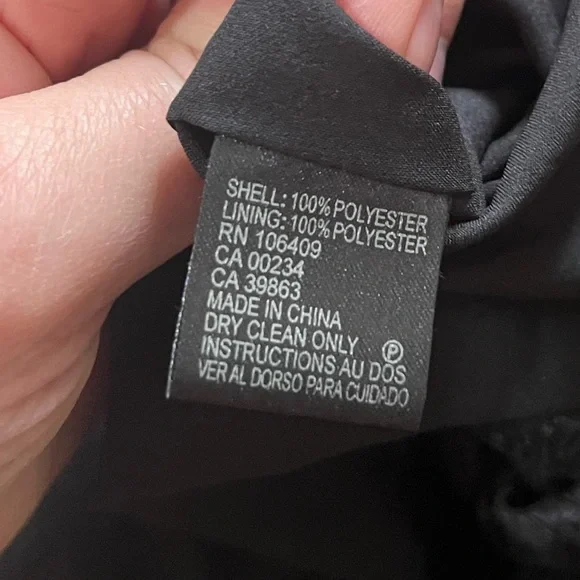 SHELL: 100% POLYESTER
LINING: 100% POLYESTER
RN 106409
CA 00234
CA 39863
MADE IN CHINA
DRY CLEAN ONLY P
INSTRUCTIONS AU DOS
VER AL DORSO PARA CUIDADO